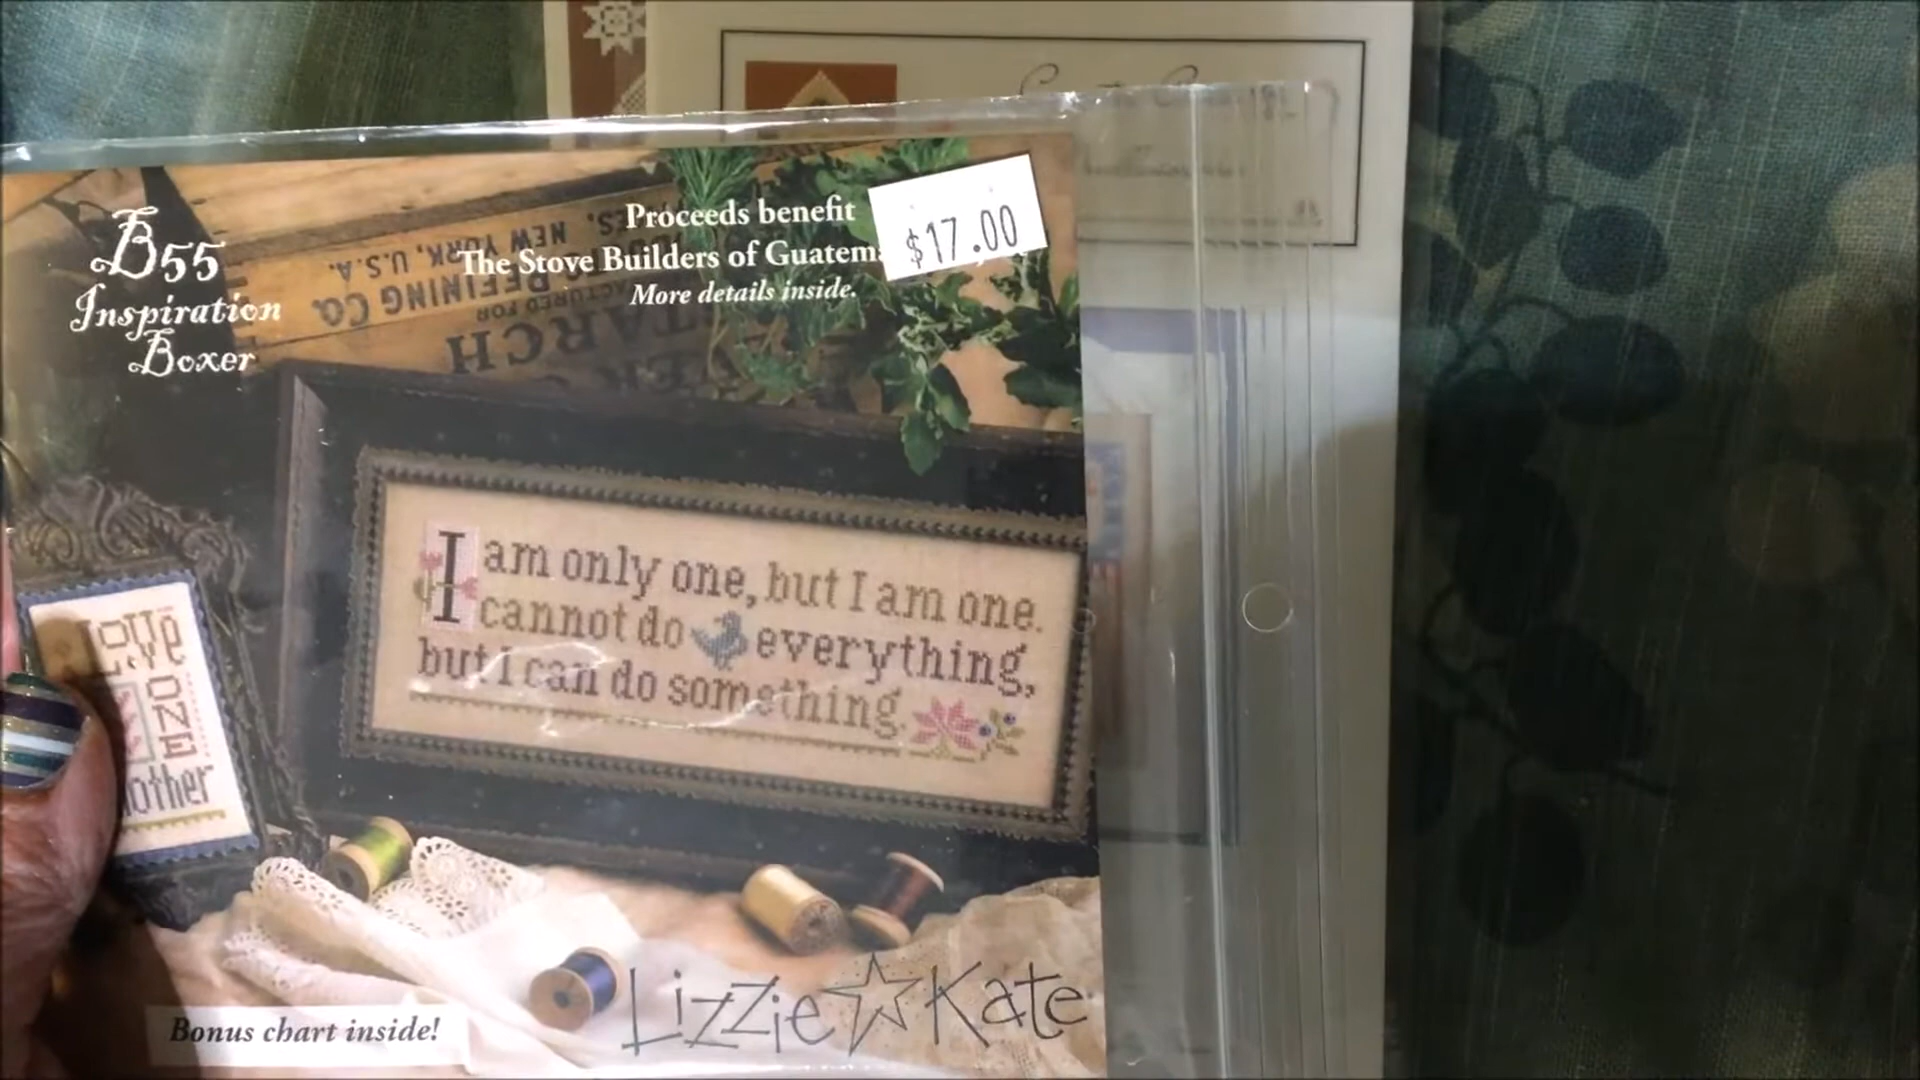 B55
Inspiration
Boxer
Proceeds benefit
The Stove Builders of
More details inside.
$17.00
S. NEW YORK, U.S.A.
REFINING CO.
FOR
I am only one, but I am one.
I cannot do everything,
but I can do something.
Love
ONE
Bonus chart inside!
Lizzie Kate